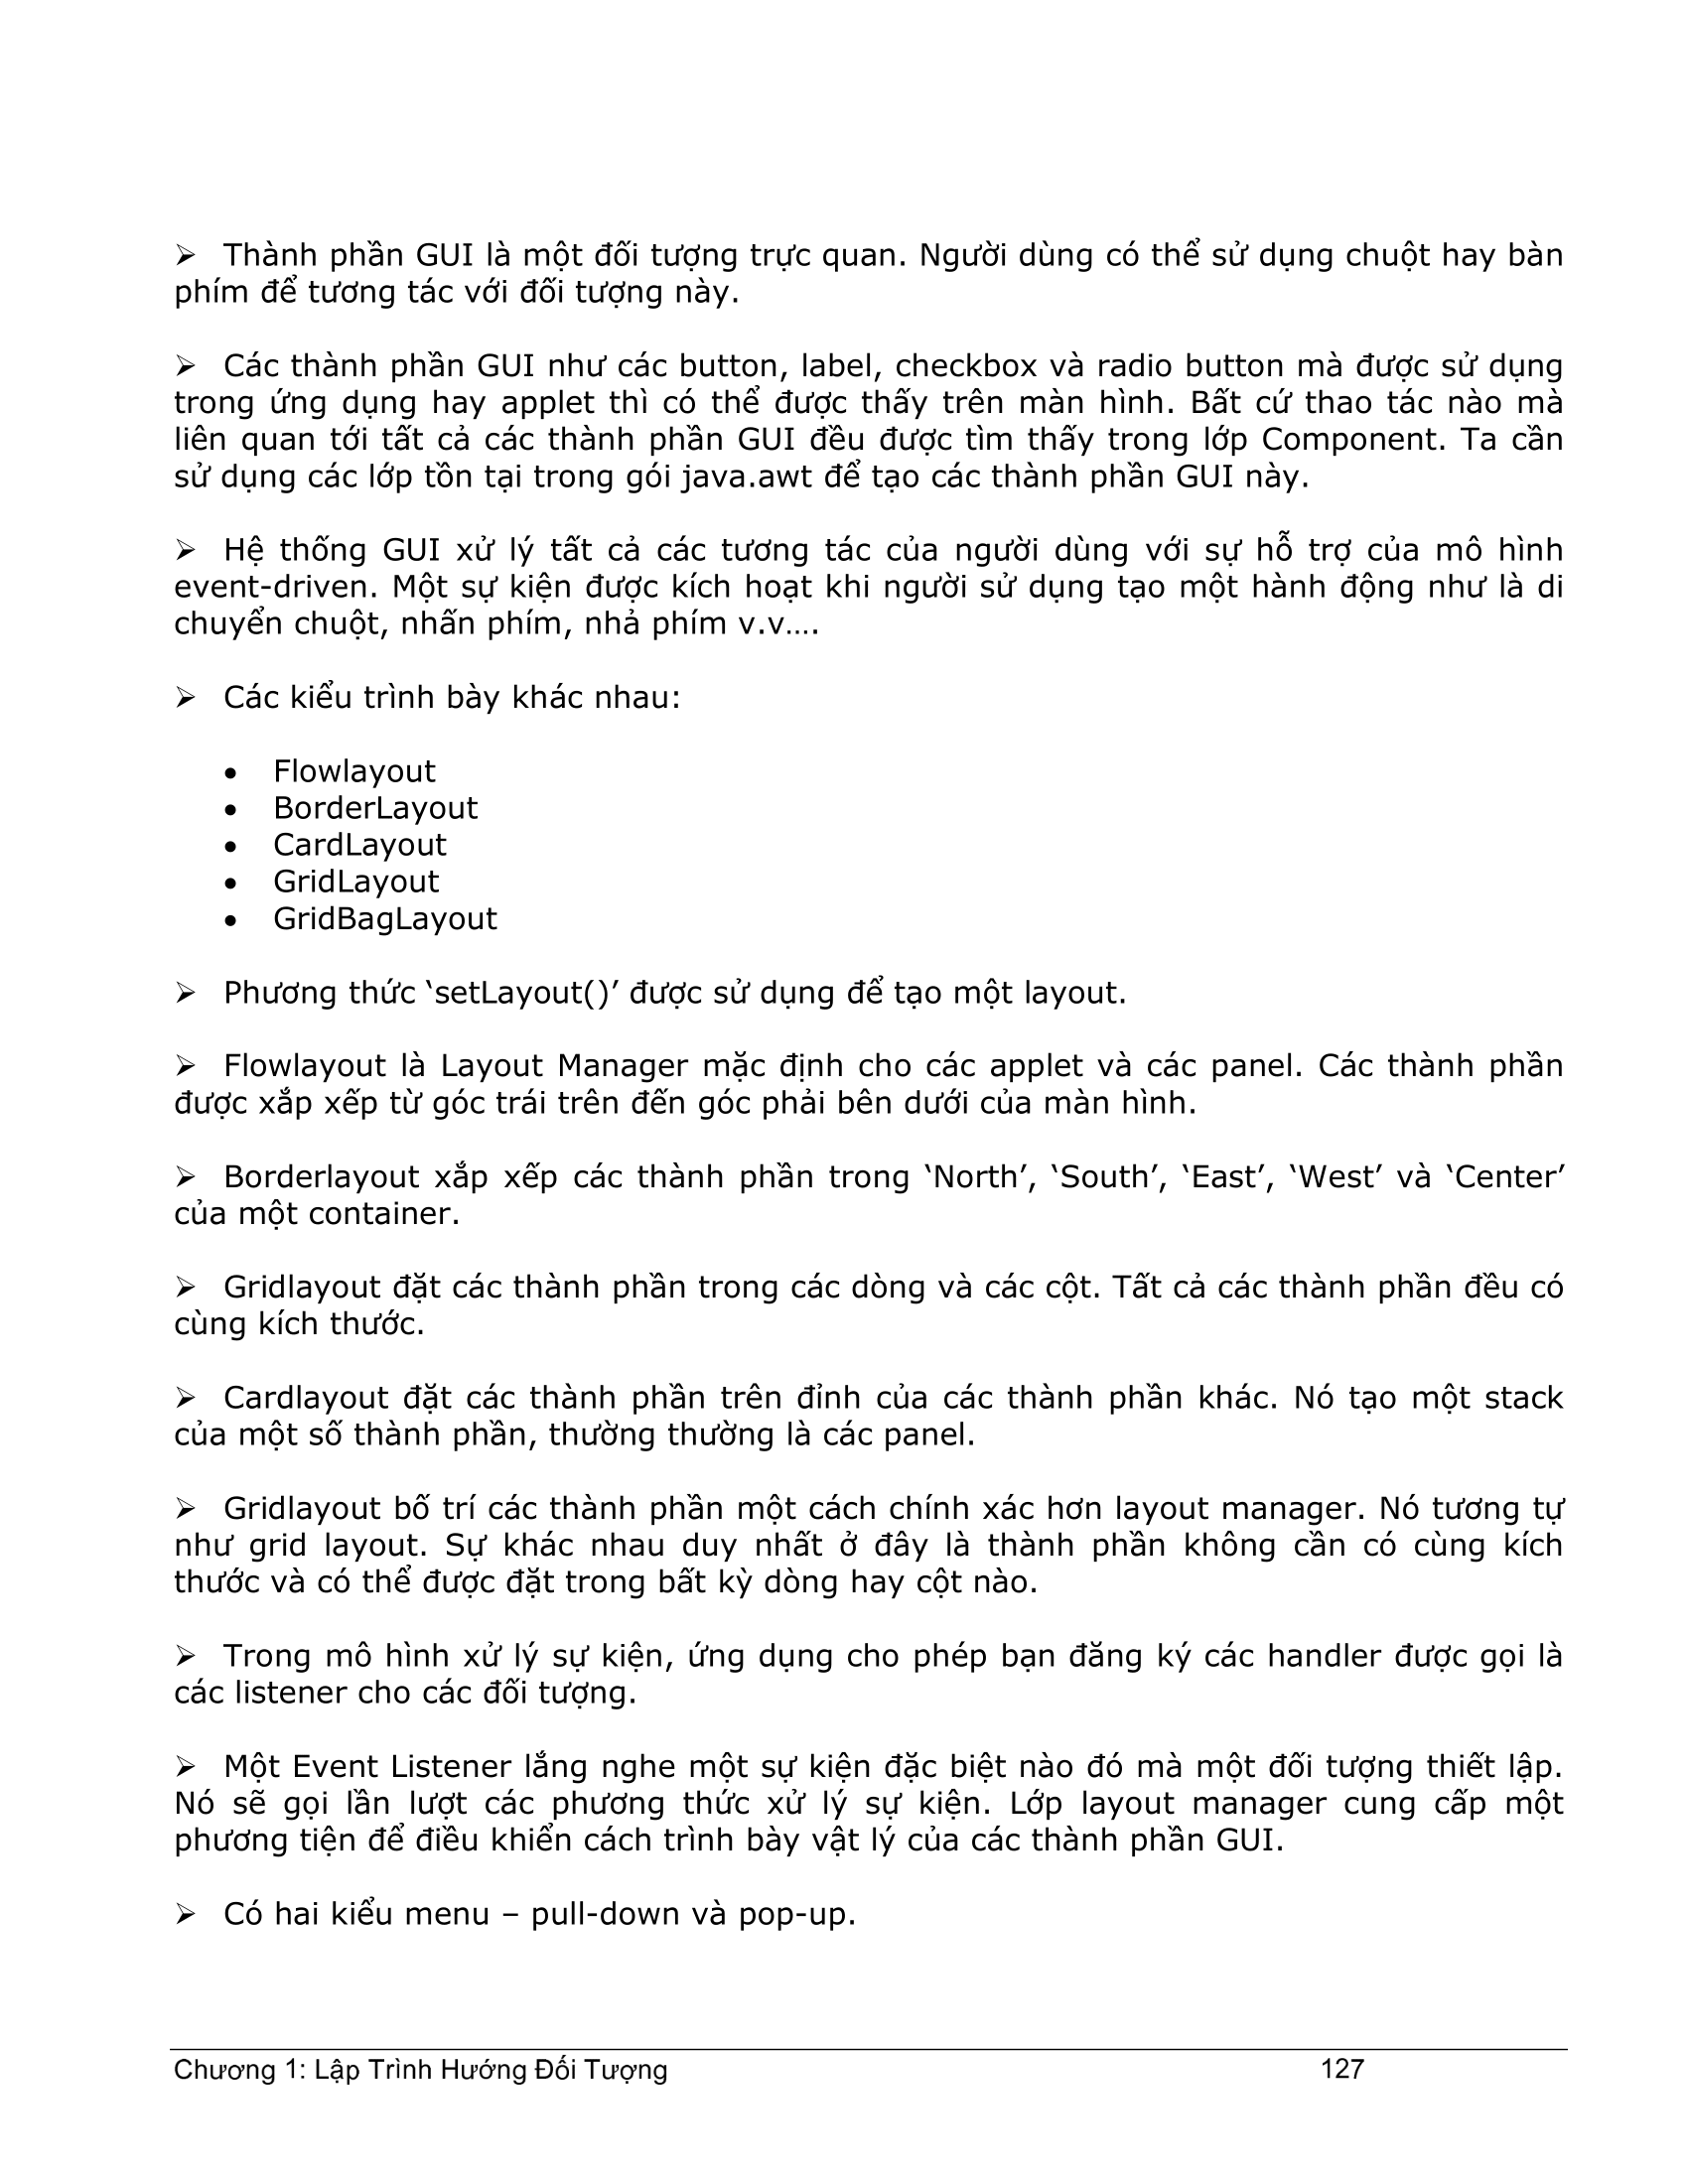 ➢ Thành phần GUI là một đối tượng trực quan. Người dùng có thể sử dụng chuột hay bàn
phím để tương tác với đối tượng này.
➢ Các thành phần GUI như các button, label, checkbox và radio button mà được sử dụng
trong ứng dụng hay applet thì có thể được thấy trên màn hình. Bất cứ thao tác nào mà
liên quan tới tất cả các thành phần GUI đều được tìm thấy trong lớp Component. Ta cần
sử dụng các lớp tồn tại trong gói java.awt để tạo các thành phần GUI này.
➢ Hệ thống GUI xử lý tất cả các tương tác của người dùng với sự hỗ trợ của mô hình
event-driven. Một sự kiện được kích hoạt khi người sử dụng tạo một hành động như là di
chuyển chuột, nhấn phím, nhả phím v.v….
➢ Các kiểu trình bày khác nhau:
• Flowlayout
• BorderLayout
• CardLayout
• GridLayout
• GridBagLayout
➢ Phương thức ‘setLayout()’ được sử dụng để tạo một layout.
➢ Flowlayout là Layout Manager mặc định cho các applet và các panel. Các thành phần
được xắp xếp từ góc trái trên đến góc phải bên dưới của màn hình.
➢ Borderlayout xắp xếp các thành phần trong ‘North’, ‘South’, ‘East’, ‘West’ và ‘Center’
của một container.
➢ Gridlayout đặt các thành phần trong các dòng và các cột. Tất cả các thành phần đều có
cùng kích thước.
➢ Cardlayout đặt các thành phần trên đỉnh của các thành phần khác. Nó tạo một stack
của một số thành phần, thường thường là các panel.
➢ Gridlayout bố trí các thành phần một cách chính xác hơn layout manager. Nó tương tự
như grid layout. Sự khác nhau duy nhất ở đây là thành phần không cần có cùng kích
thước và có thể được đặt trong bất kỳ dòng hay cột nào.
➢ Trong mô hình xử lý sự kiện, ứng dụng cho phép bạn đăng ký các handler được gọi là
các listener cho các đối tượng.
➢ Một Event Listener lắng nghe một sự kiện đặc biệt nào đó mà một đối tượng thiết lập.
Nó sẽ gọi lần lượt các phương thức xử lý sự kiện. Lớp layout manager cung cấp một
phương tiện để điều khiển cách trình bày vật lý của các thành phần GUI.
➢ Có hai kiểu menu – pull-down và pop-up.
Chương 1: Lập Trình Hướng Đối Tượng 127